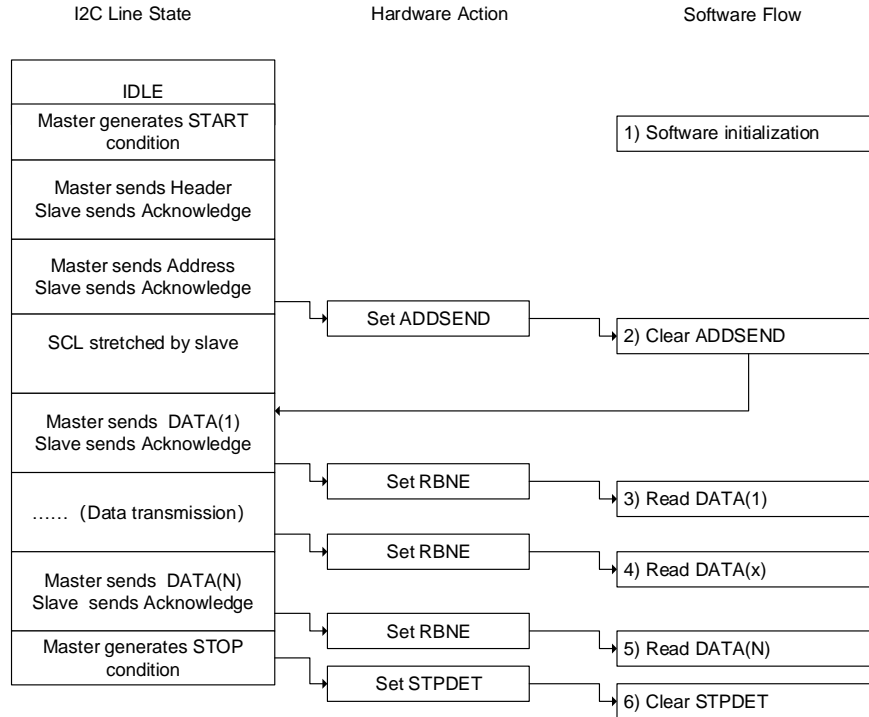 I2C Line State
Hardware Action
Software Flow
IDLE
Master generates START
condition
1) Software initialization
Master sends Header
Slave sends Acknowledge
Master sends Address
Slave sends Acknowledge
Set ADDSEND
2) Clear ADDSEND
SCL stretched by slave
Master sends DATA(1)
Slave sends Acknowledge
Set RBNE
3) Read DATA(1)
...... (Data transmission)
Set RBNE
4) Read DATA(x)
Master sends DATA(N)
Slave sends Acknowledge
Set RBNE
5) Read DATA(N)
Master generates STOP
condition
Set STPDET
6) Clear STPDET